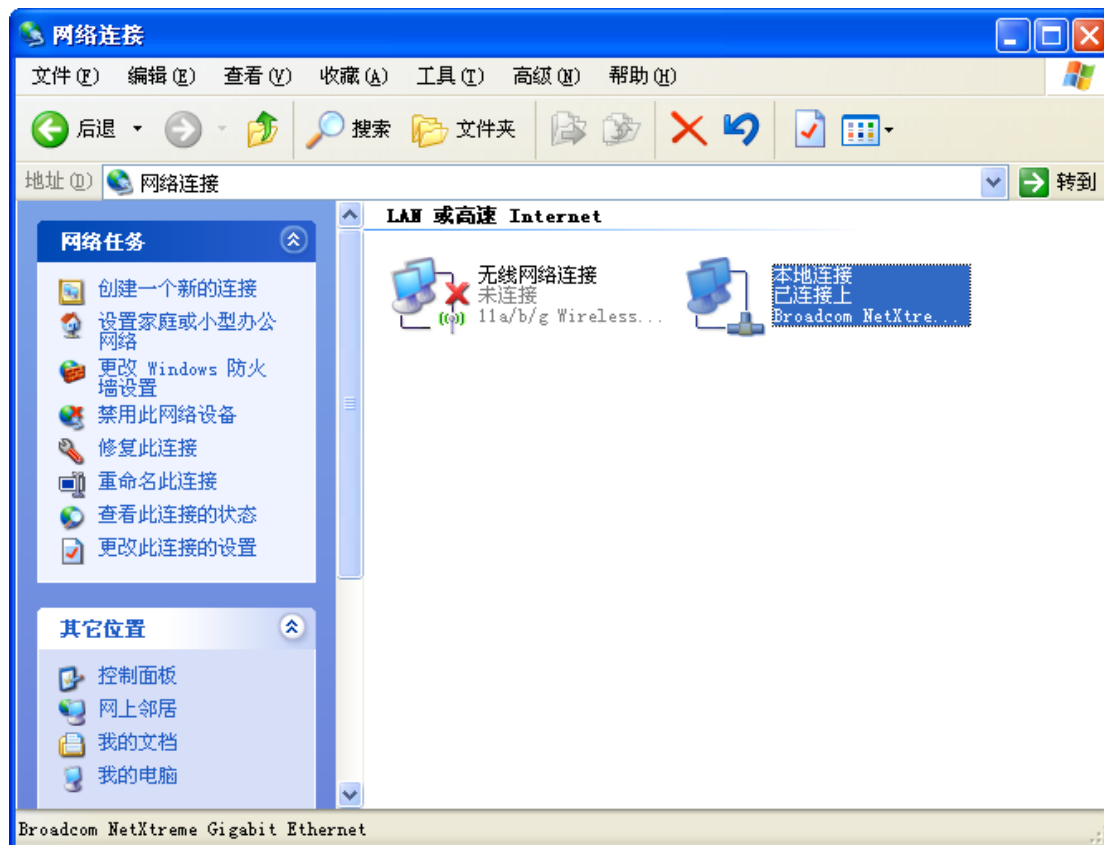 网络连接
文件(F) 编辑(E) 查看(V) 收藏(A) 工具(T) 高级(N) 帮助(H)
后退 搜索 文件夹
地址(D) 网络连接 转到
网络任务
创建一个新的连接
设置家庭或小型办公
网络
更改 Windows 防火
墙设置
禁用此网络设备
修复此连接
重命名此连接
查看此连接的状态
更改此连接的设置
其它位置
控制面板
网上邻居
我的文档
我的电脑
LAN 或高速 Internet
无线网络连接
未连接
11a/b/g Wireless...
本地连接
已连接上
Broadcom NetXtre...
Broadcom NetXtreme Gigabit Ethernet